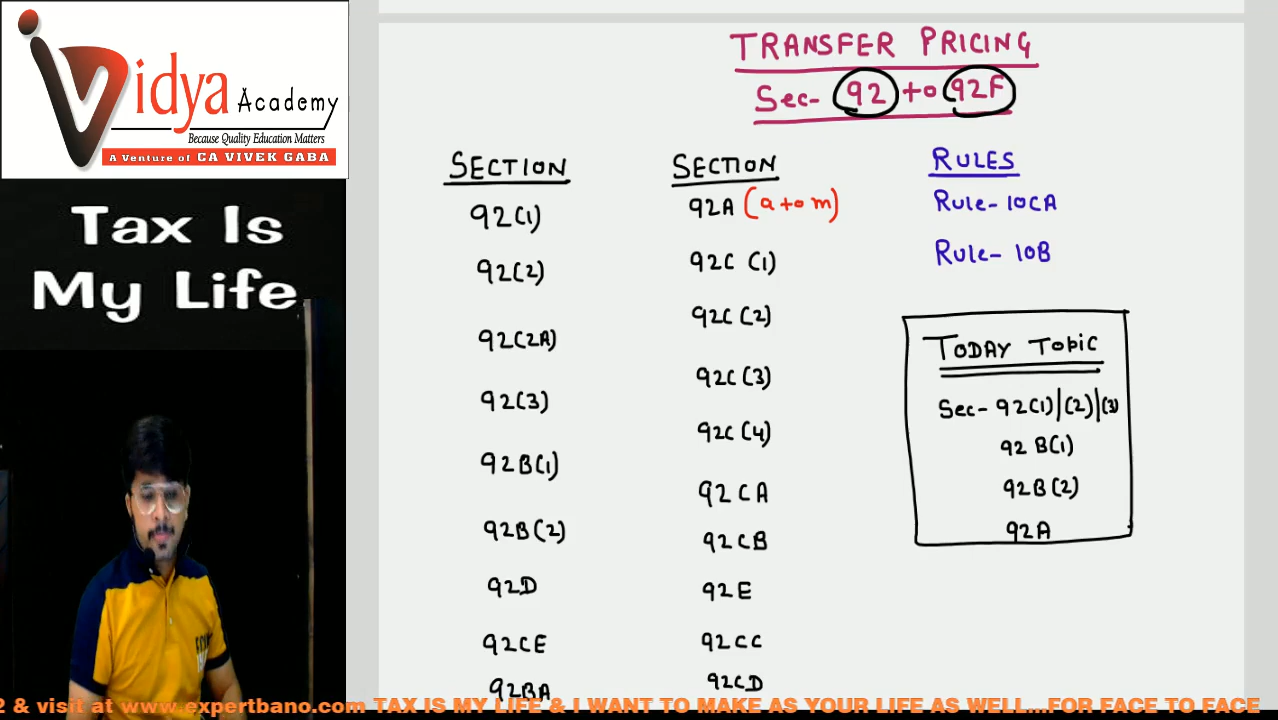 Vidya
Academy
Because Quality Education Matters
A Venture of CA VIVEK GABA
Tax Is
My Life
TRANSFER PRICING
Sec- 92 to 92F
SECTION
92(1)
92(2)
92(2A)
92(3)
92B(1)
92B(2)
92D
92CE
92BA
SECTION
92A (a to m)
92C (1)
92C (2)
92C (3)
92C (4)
92CA
92CB
92E
92CC
92CD
RULES
Rule- 10CA
Rule- 10B
TODAY TOPIC
Sec- 92(1)|(2)|(3)
92 B(1)
92B(2)
92A
2 & visit at www.expertbano.com TAX IS MY LIFE & I WANT TO MAKE AS YOUR LIFE AS WELL....FOR FACE TO FACE